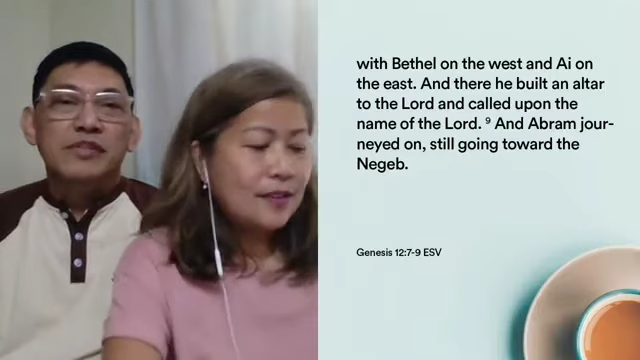 with Bethel on the west and Ai on
the east. And there he built an altar
to the Lord and called upon the
name of the Lord. ⁹ And Abram jour-
neyed on, still going toward the
Negeb.
Genesis 12:7-9 ESV